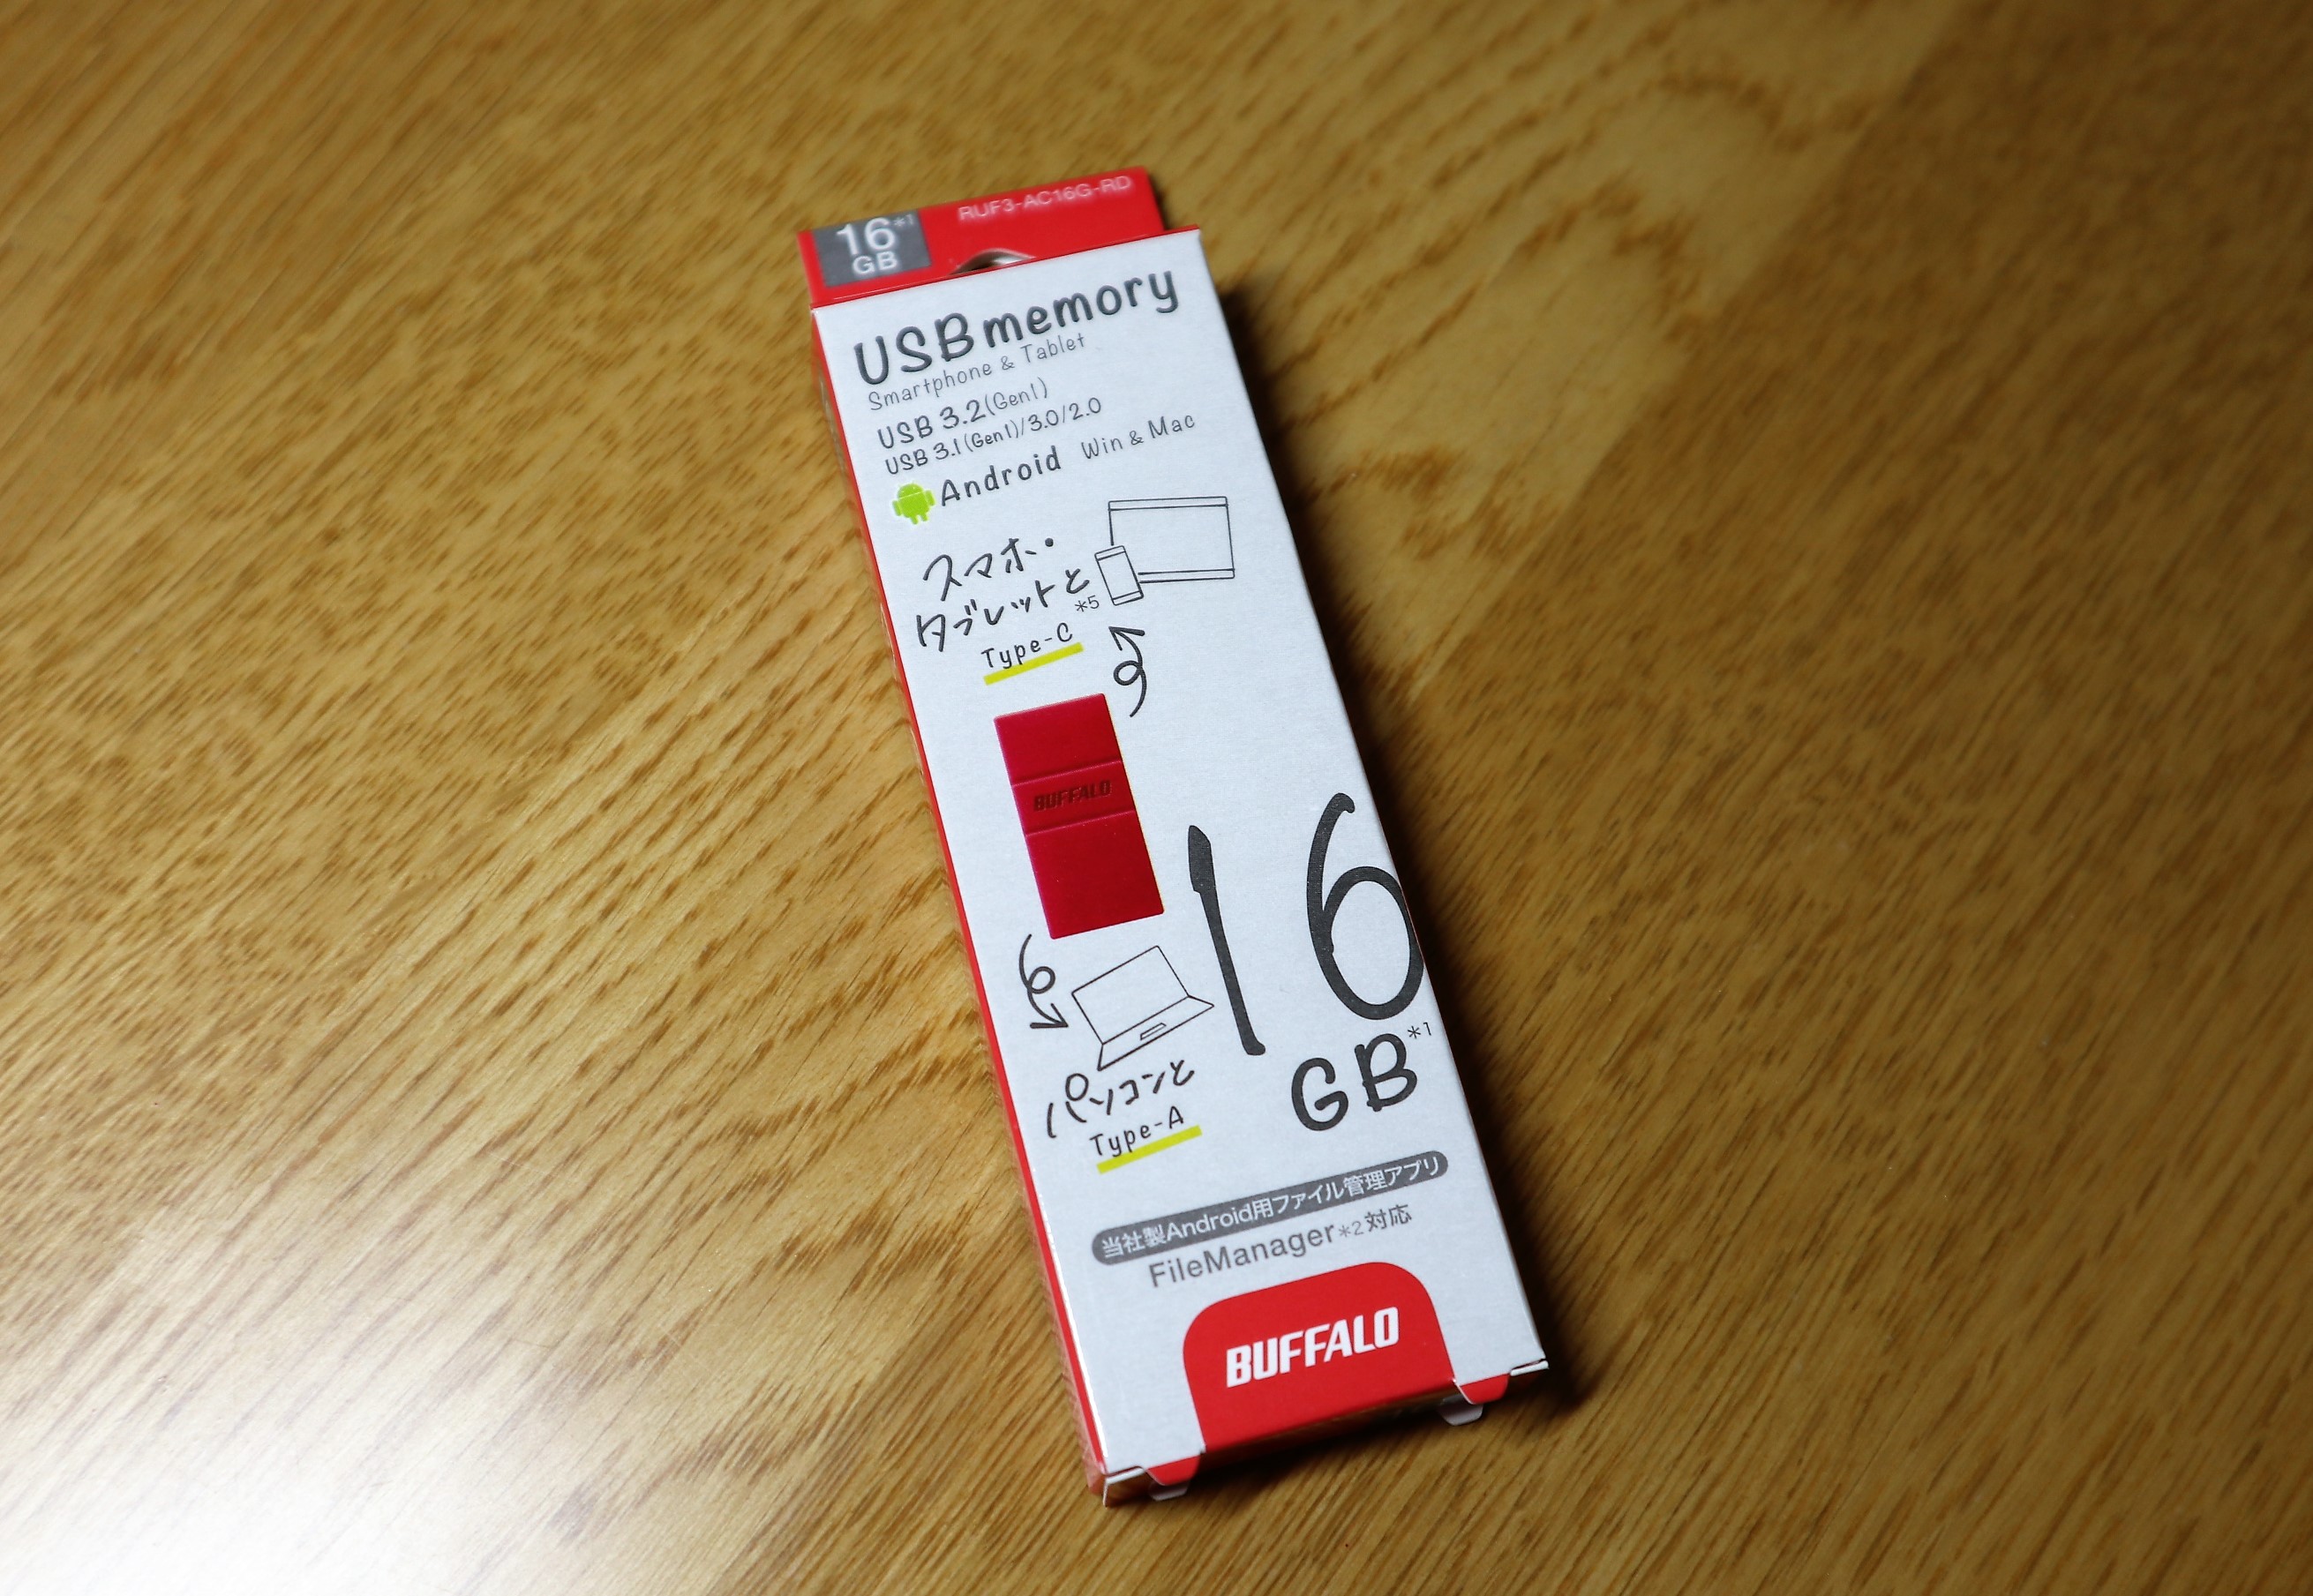 RUF3-AC16G-RD
16*1
GB
USB memory
Smartphone & Tablet
USB 3.2(Gen1)
USB 3.1(Gen1)/3.0/2.0
Android Win & Mac
スマホ・
タブレットと
*5
Type-C
BUFFALO
16
GB*1
パソコンと
Type-A
当社製Android用ファイル管理アプリ
FileManager*2対応
BUFFALO